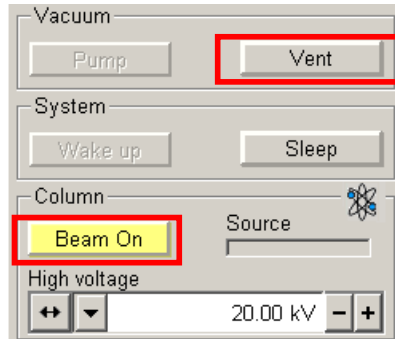 Vacuum
Pump Vent
System
Wake up Sleep
Column
Beam On Source
High voltage
20.00 kV - +